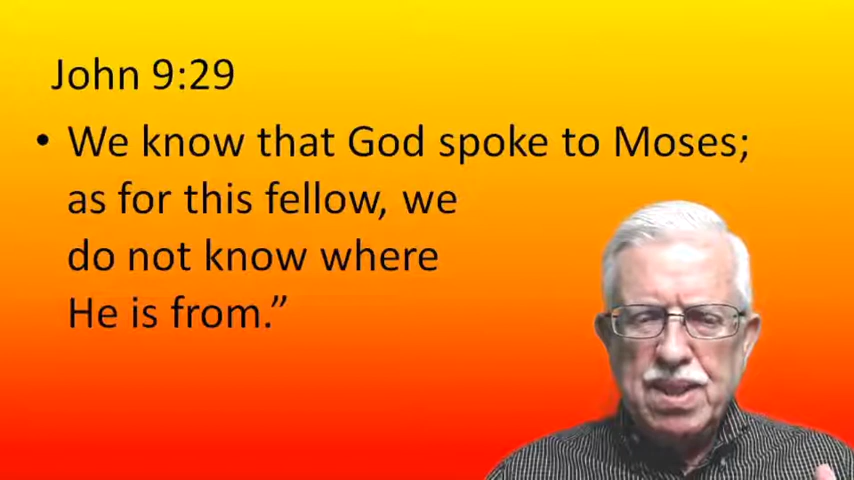 John 9:29
• We know that God spoke to Moses;
as for this fellow, we
do not know where
He is from.”